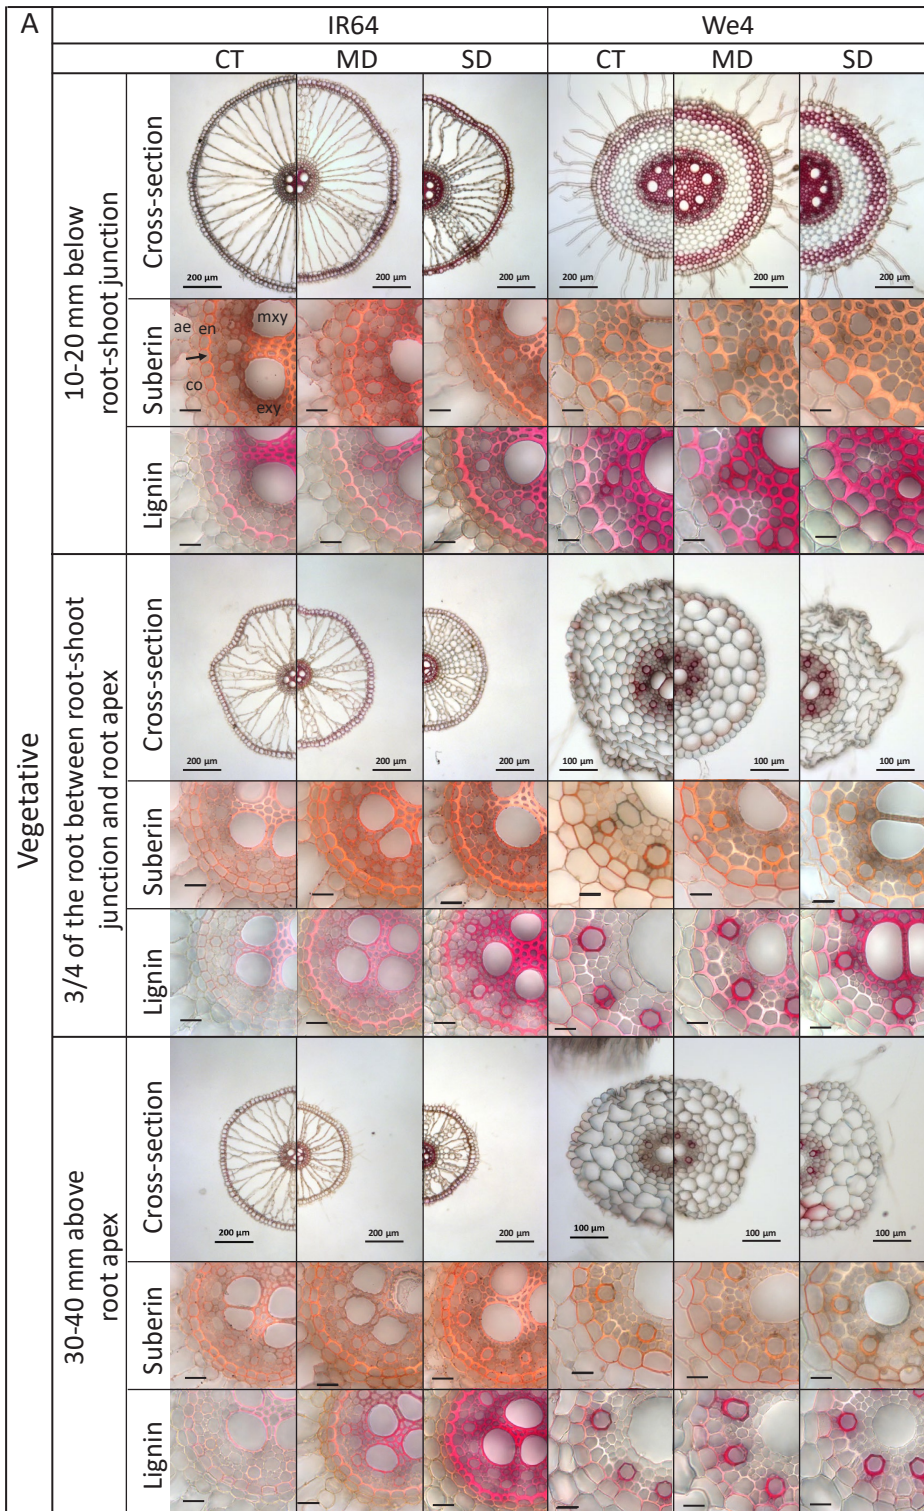 A
IR64
We4
CT
MD
SD
CT
MD
SD
Vegetative
10-20 mm below
root-shoot junction
Cross-section
200 µm
200 µm
200 µm
200 µm
200 µm
200 µm
Suberin
ae
en
mxy
co
exy
Lignin
3/4 of the root between root-shoot
junction and root apex
Cross-section
200 µm
200 µm
200 µm
100 µm
100 µm
100 µm
Suberin
Lignin
30-40 mm above
root apex
Cross-section
200 µm
200 µm
200 µm
100 µm
100 µm
100 µm
Suberin
Lignin